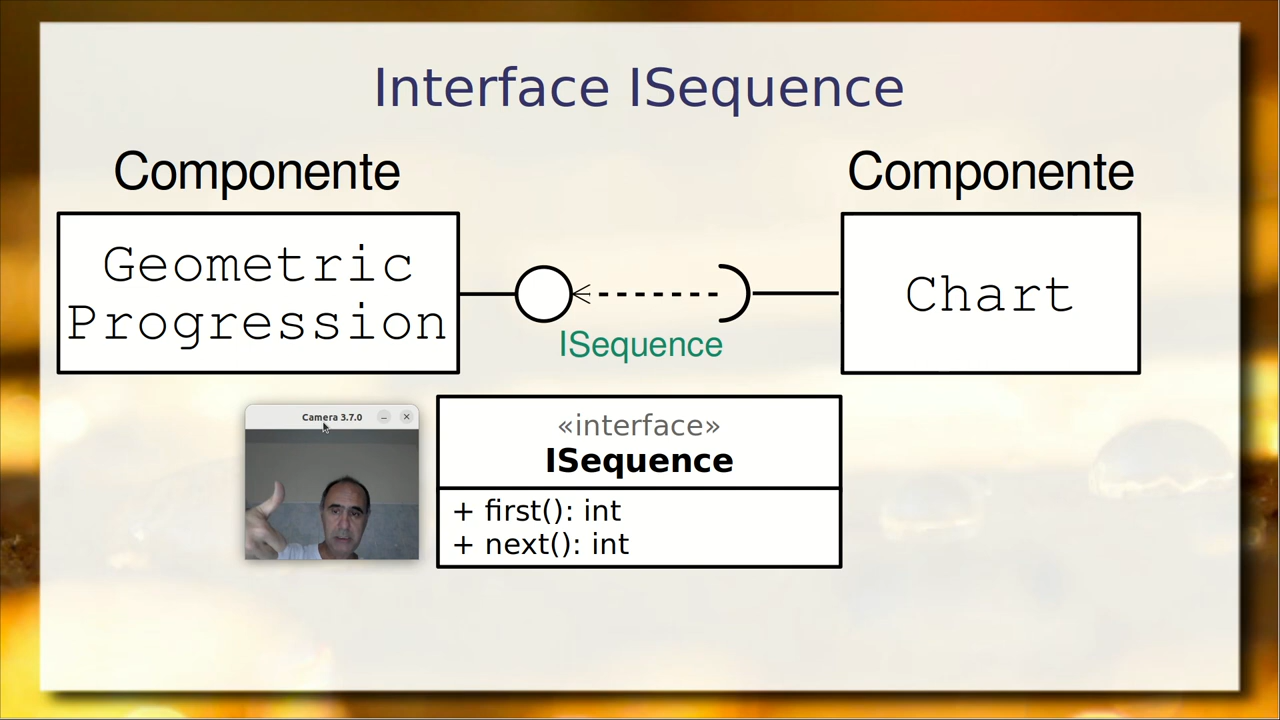 Interface ISequence
Componente
Componente
Geometric
Progression
Chart
ISequence
Camera 3.7.0
«interface»
ISequence
+ first(): int
+ next(): int